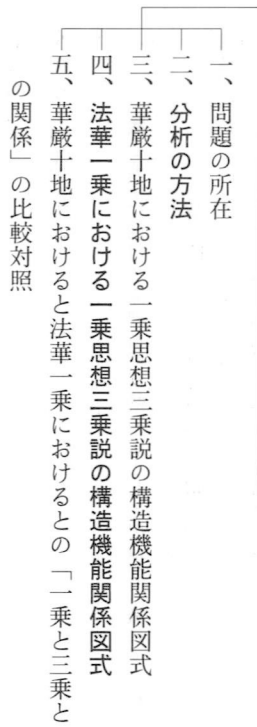 一、問題の所在
二、分析の方法
三、華厳十地における一乗思想三乗説の構造機能関係図式
四、法華一乗における一乗思想三乗説の構造機能関係図式
五、華厳十地におけると法華一乗におけるとの「一乗と三乗と
の関係」の比較対照